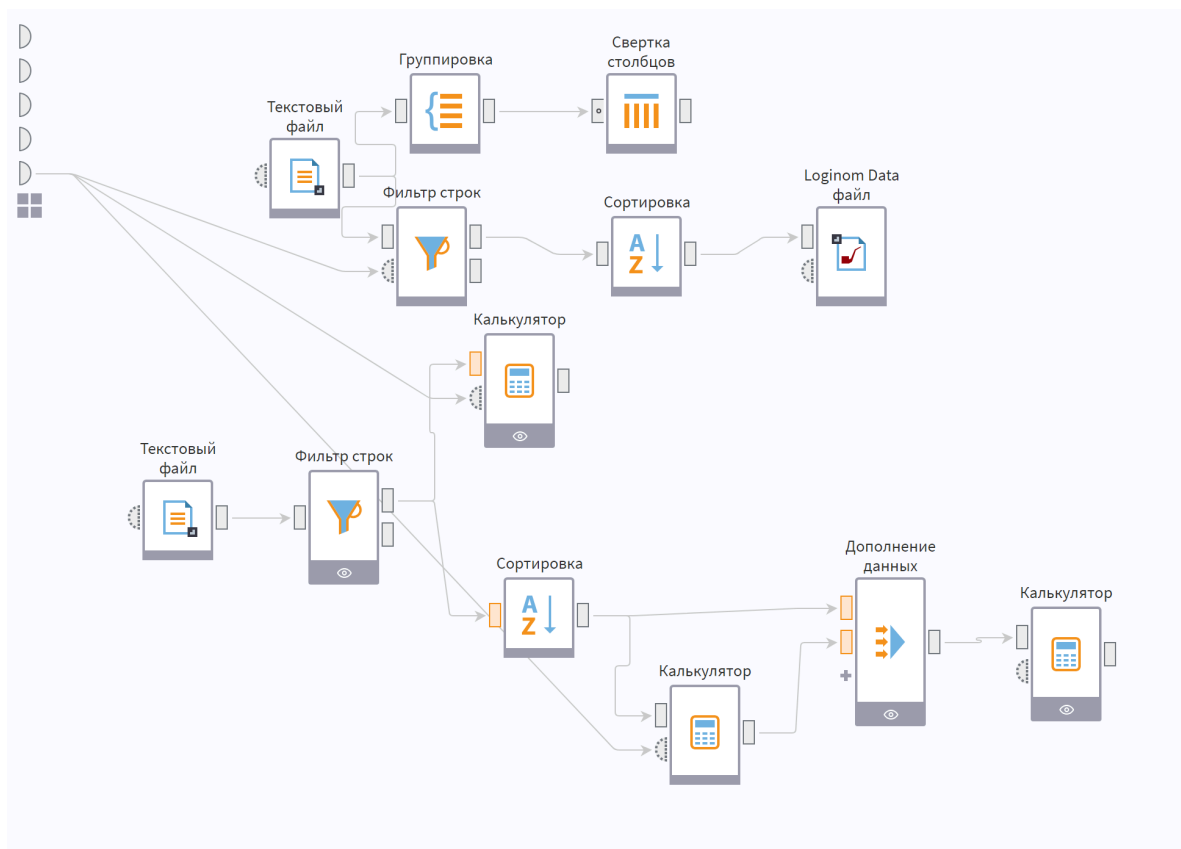 Свертка
столбцов
Группировка
Текстовый
файл
Loginom Data
файл
Фильтр строк
Сортировка
A
Z
Калькулятор
Текстовый
файл
Фильтр строк
Дополнение
данных
Сортировка
A
Z
Калькулятор
Калькулятор